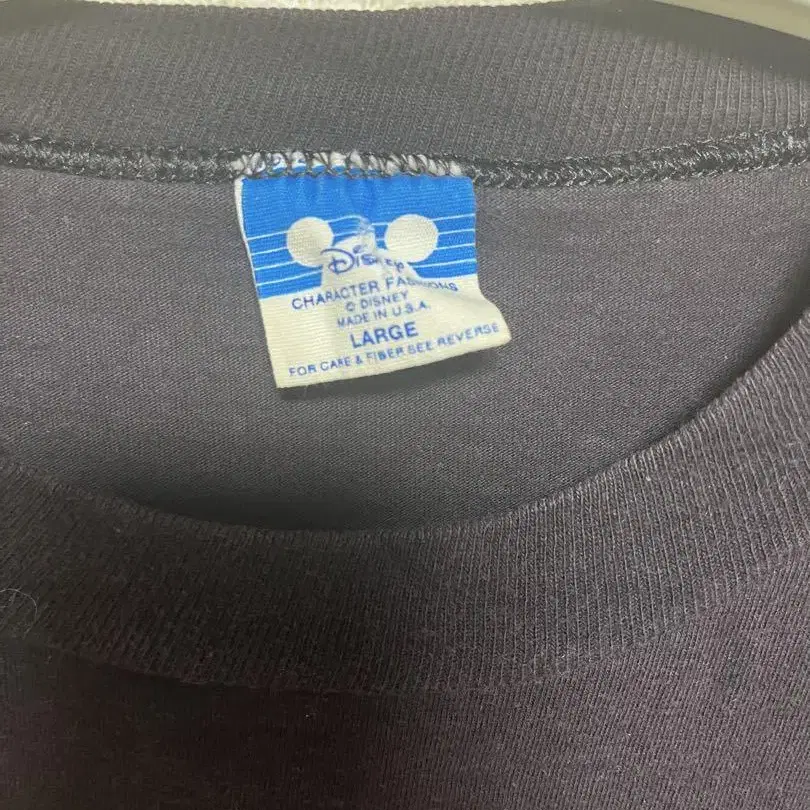 Disney
CHARACTER FASHIONS
© DISNEY
MADE IN U.S.A.
LARGE
FOR CARE & FIBER SEE REVERSE